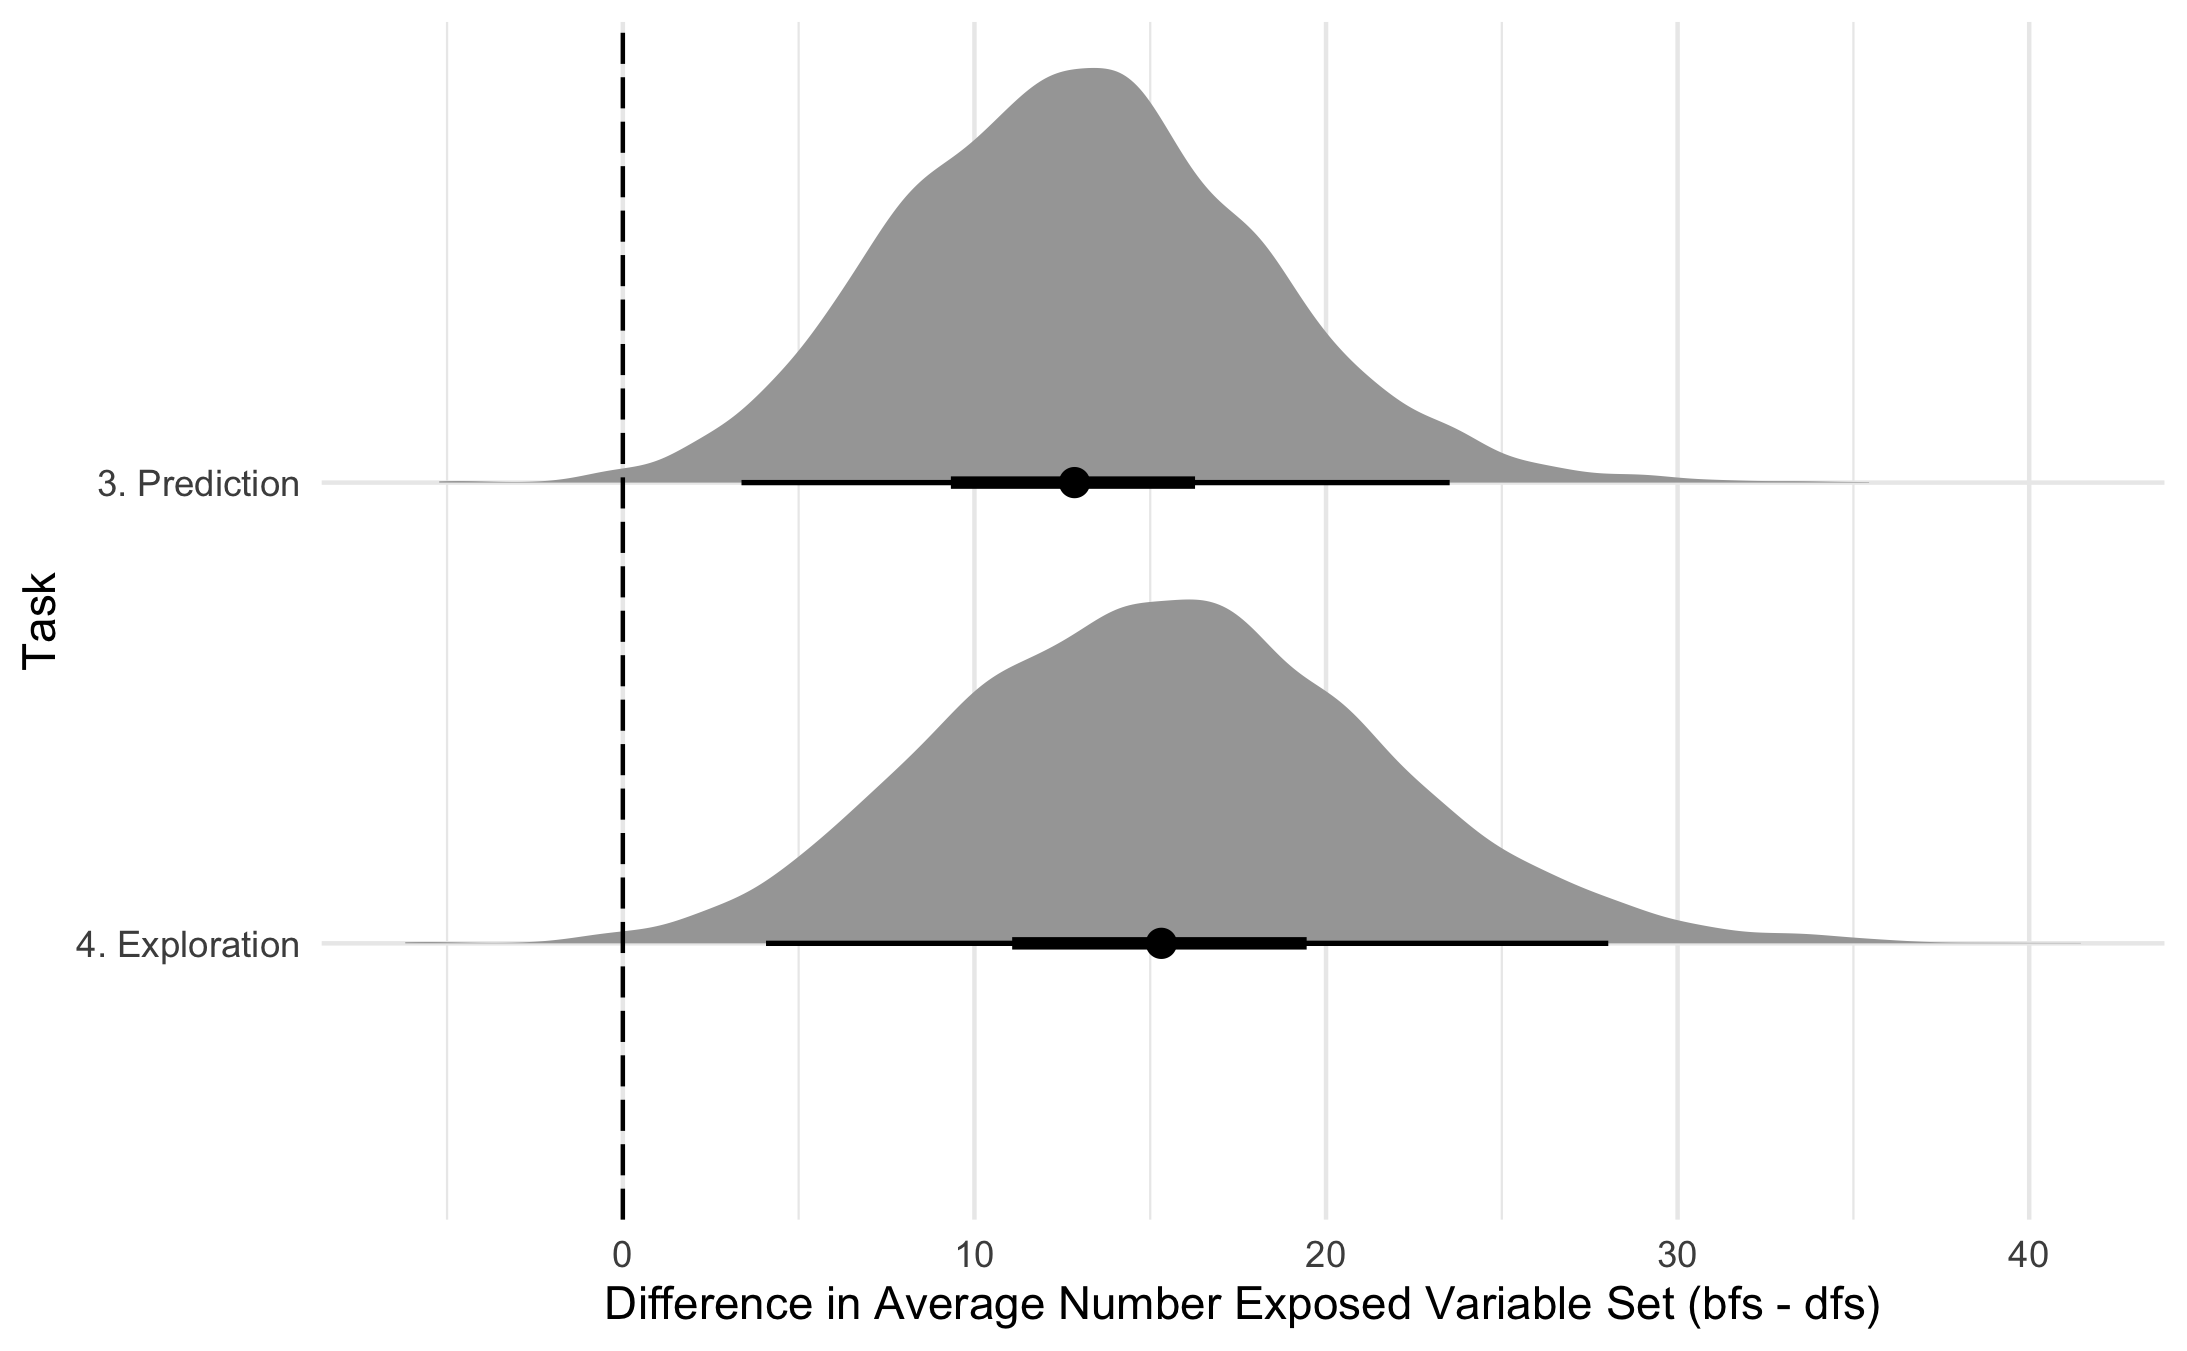 Task
3. Prediction
4. Exploration
0 10 20 30 40
Difference in Average Number Exposed Variable Set (bfs - dfs)